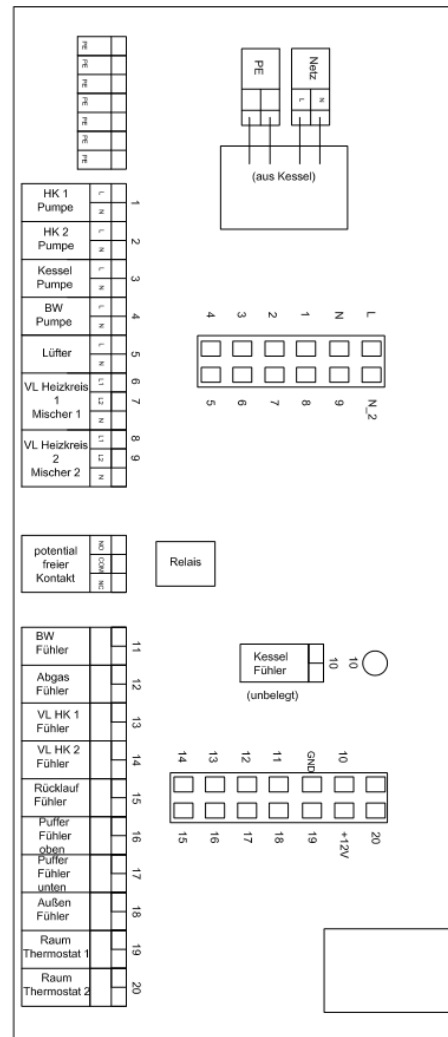 PE
PE
PE
PE
PE
PE
PE
PE
Netz
L
N
(aus Kessel)
HK 1
Pumpe
L
N
1
HK 2
Pumpe
L
N
2
Kessel
Pumpe
L
N
3
BW
Pumpe
L
N
4
Lüfter
L
N
5
VL Heizkreis
1
Mischer 1
L1
L2
N
6
7
VL Heizkreis
2
Mischer 2
L1
L2
N
8
9
4
3
2
1
N
L
5
6
7
8
9
N_2
potential
freier
Kontakt
NO
COM
NC
Relais
BW
Fühler
11
Abgas
Fühler
12
VL HK 1
Fühler
13
VL HK 2
Fühler
14
Rücklauf
Fühler
15
Puffer
Fühler
oben
16
Puffer
Fühler
unten
17
Außen
Fühler
18
Raum
Thermostat 1
19
Raum
Thermostat 2
20
Kessel
Fühler
10
10
(unbelegt)
14
13
12
11
GND
10
15
16
17
18
19
+12V
20